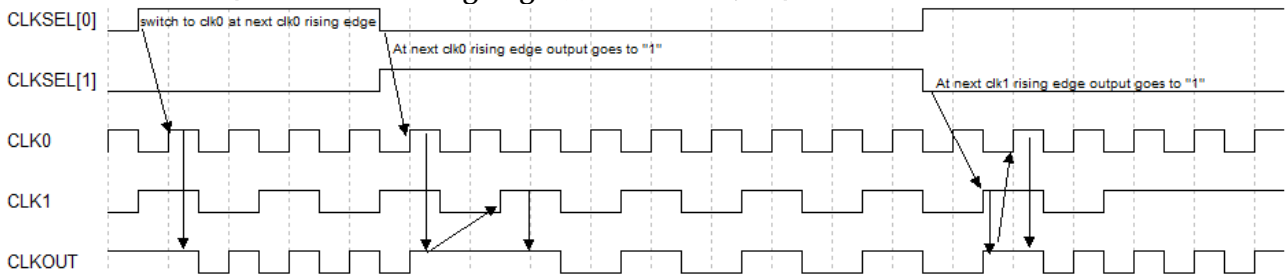 CLKSEL[0]
switch to clk0 at next clk0 rising edge
At next clk0 rising edge output goes to "1"
CLKSEL[1]
At next clk1 rising edge output goes to "1"
CLK0
CLK1
CLKOUT